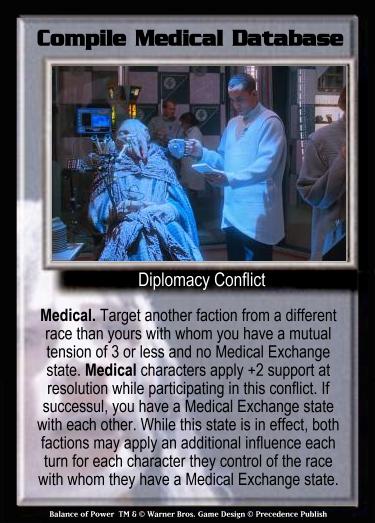 Compile Medical Database
Diplomacy Conflict
Medical. Target another faction from a different
race than yours with whom you have a mutual
tension of 3 or less and no Medical Exchange
state. Medical characters apply +2 support at
resolution while participating in this conflict. If
successul, you have a Medical Exchange state
with each other. While this state is in effect, both
factions may apply an additional influence each
turn for each character they control of the race
with whom they have a Medical Exchange state.
Balance of Power TM & © Warner Bros. Game Design © Precedence Publish